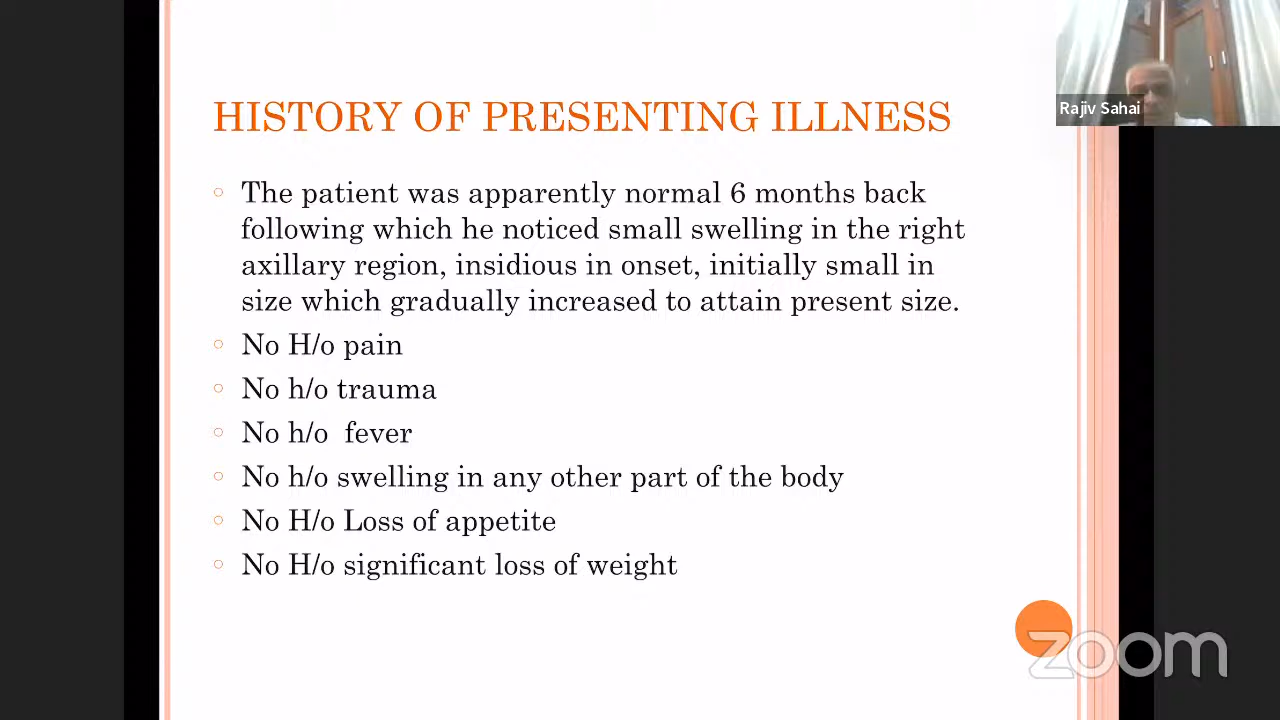 HISTORY OF PRESENTING ILLNESS
Rajiv Sahai
The patient was apparently normal 6 months back
following which he noticed small swelling in the right
axillary region, insidious in onset, initially small in
size which gradually increased to attain present size.
No H/o pain
No h/o trauma
No h/o  fever
No h/o swelling in any other part of the body
No H/o Loss of appetite
No H/o significant loss of weight
zoom